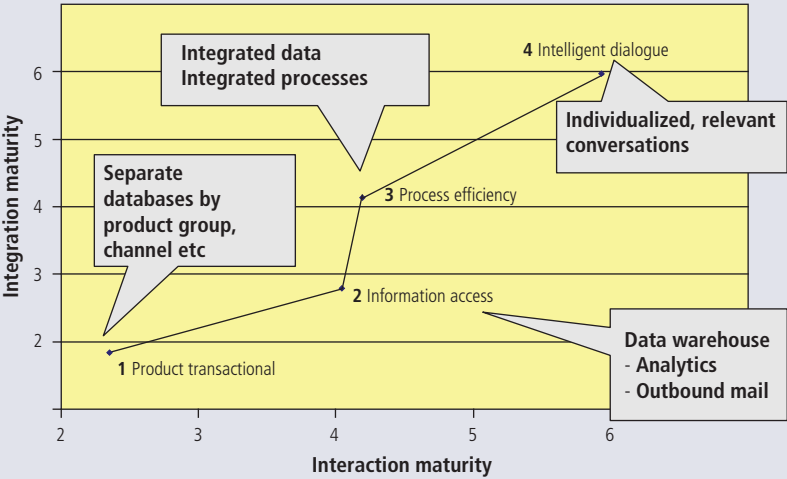 Integrated data
Integrated processes
4 Intelligent dialogue
Individualized, relevant
conversations
Separate
databases by
product group,
channel etc
3 Process efficiency
2 Information access
Data warehouse
- Analytics
- Outbound mail
1 Product transactional
Integration maturity
6
5
4
3
2
2
3
4
5
6
Interaction maturity